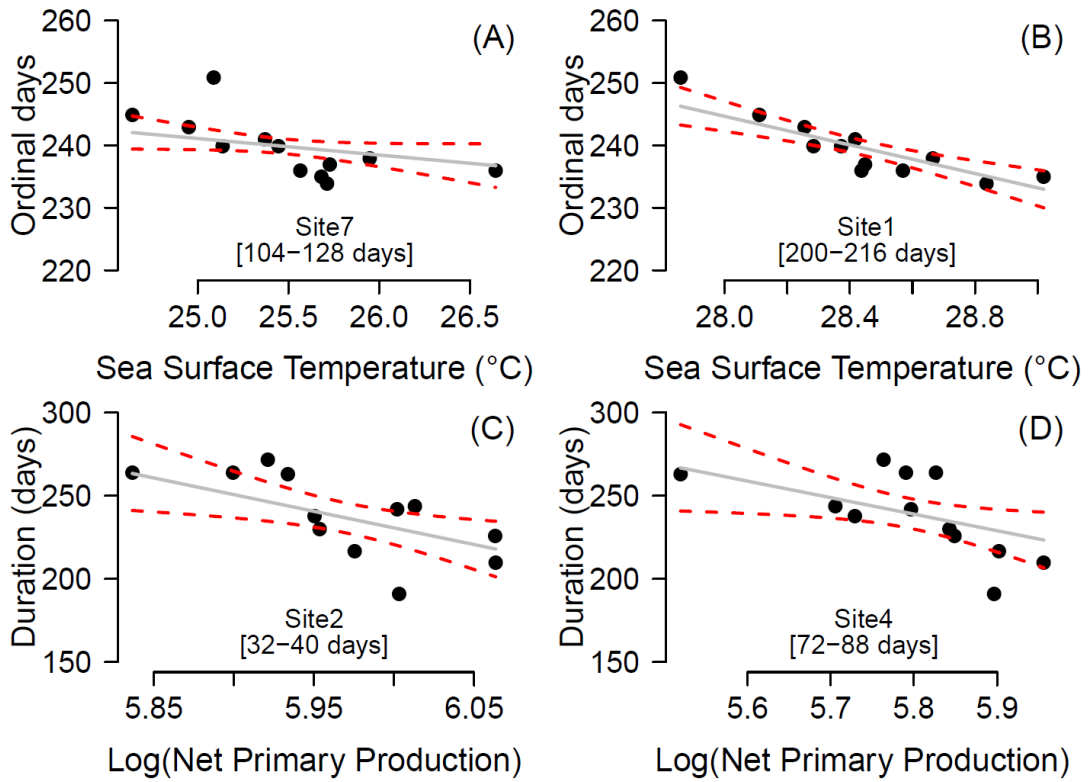 (A)
Ordinal days
260
250
240
230
220
Site7
[104−128 days]
25.0 25.5 26.0 26.5
Sea Surface Temperature (°C)
(B)
Ordinal days
260
250
240
230
220
Site1
[200−216 days]
28.0 28.4 28.8
Sea Surface Temperature (°C)
(C)
Duration (days)
300
250
200
150
Site2
[32−40 days]
5.85 5.95 6.05
Log(Net Primary Production)
(D)
Duration (days)
300
250
200
150
Site4
[72−88 days]
5.6 5.7 5.8 5.9
Log(Net Primary Production)